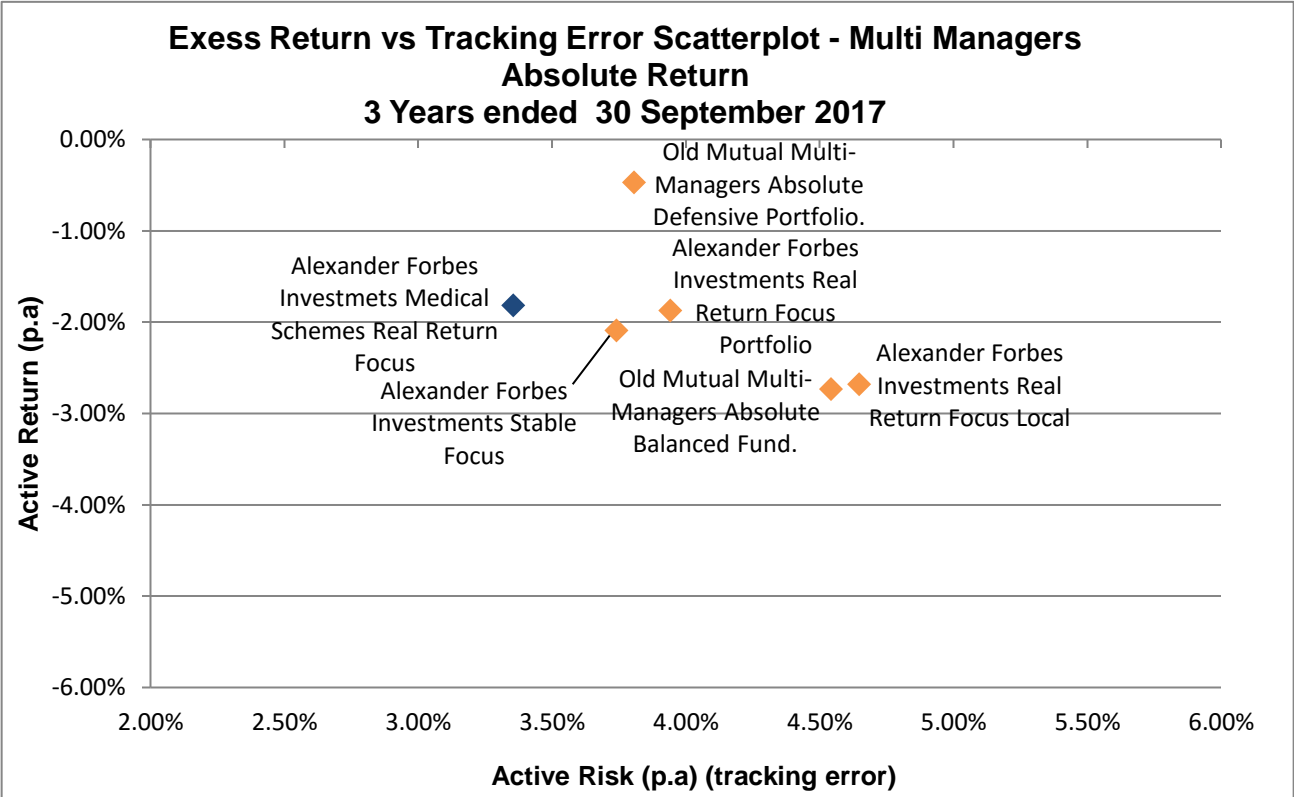 Exess Return vs Tracking Error Scatterplot - Multi Managers
Absolute Return
3 Years ended  30 September 2017
0.00%
-1.00%
-2.00%
-3.00%
-4.00%
-5.00%
-6.00%
Active Return (p.a)
Old Mutual Multi-
Managers Absolute
Defensive Portfolio.
Alexander Forbes
Investments Real
Return Focus
Portfolio
Alexander Forbes
Investmets Medical
Schemes Real Return
Focus
Alexander Forbes
Investments Stable
Focus
Old Mutual Multi-
Managers Absolute
Balanced Fund.
Alexander Forbes
Investments Real
Return Focus Local
2.00%
2.50%
3.00%
3.50%
4.00%
4.50%
5.00%
5.50%
6.00%
Active Risk (p.a) (tracking error)